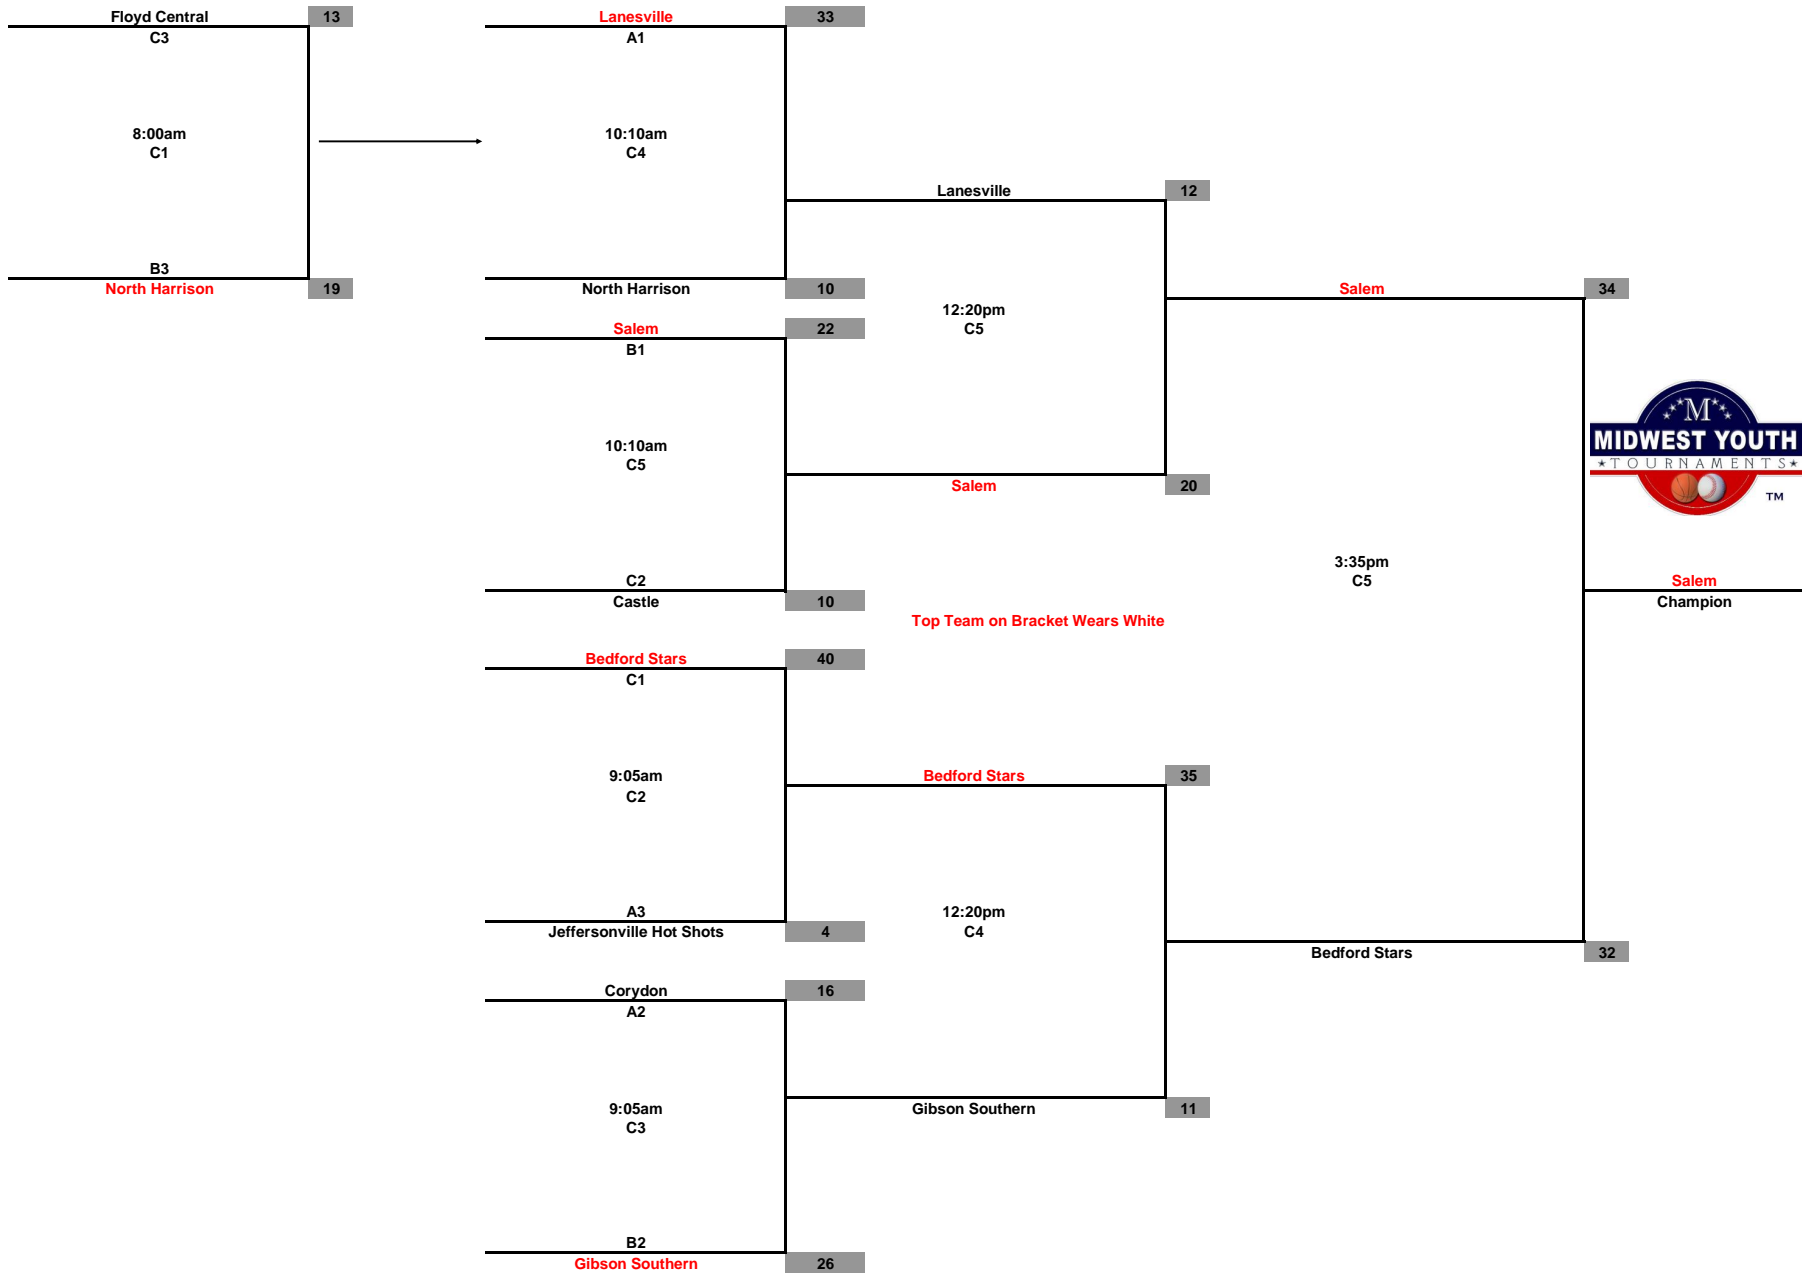 Floyd Central 13
C3
8:00am
C1
B3
North Harrison 19
Lanesville 33
A1
10:10am
C4
North Harrison 10
Salem 22
B1
10:10am
C5
C2
Castle 10
Bedford Stars 40
C1
9:05am
C2
A3
Jeffersonville Hot Shots 4
Corydon 16
A2
9:05am
C3
B2
Gibson Southern 26
Lanesville 12
12:20pm
C5
Salem 20
Top Team on Bracket Wears White
Bedford Stars 35
12:20pm
C4
Gibson Southern 11
Salem 34
3:35pm
C5
Bedford Stars 32
M
MIDWEST YOUTH
TOURNAMENTS
TM
Salem
Champion